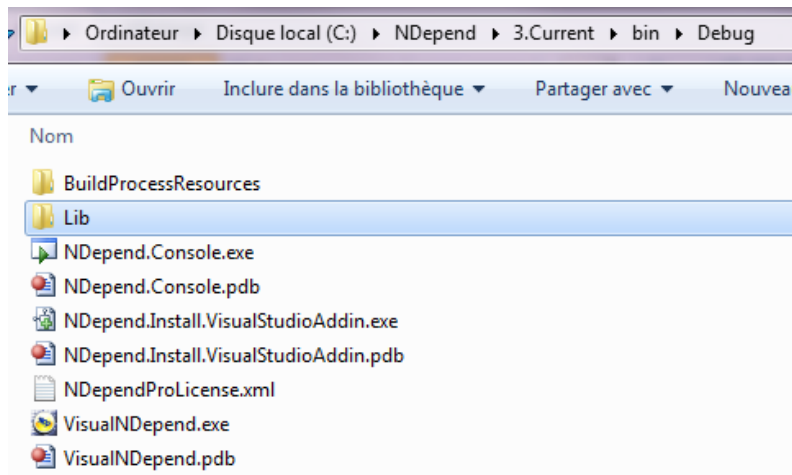 Ordinateur ▸ Disque local (C:) ▸ NDepend ▸ 3.Current ▸ bin ▸ Debug
Ouvrir Inclure dans la bibliothèque Partager avec
Nom
BuildProcessResources
Lib
NDepend.Console.exe
NDepend.Console.pdb
NDepend.Install.VisualStudioAddin.exe
NDepend.Install.VisualStudioAddin.pdb
NDependProLicense.xml
VisualNDepend.exe
VisualNDepend.pdb